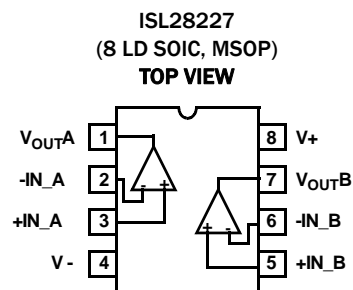 ISL28227
(8 LD SOIC, MSOP)
TOP VIEW
VOUTA 1 8 V+
-IN_A 2 7 VOUTB
+IN_A 3 6 -IN_B
V - 4 5 +IN_B
- + + -